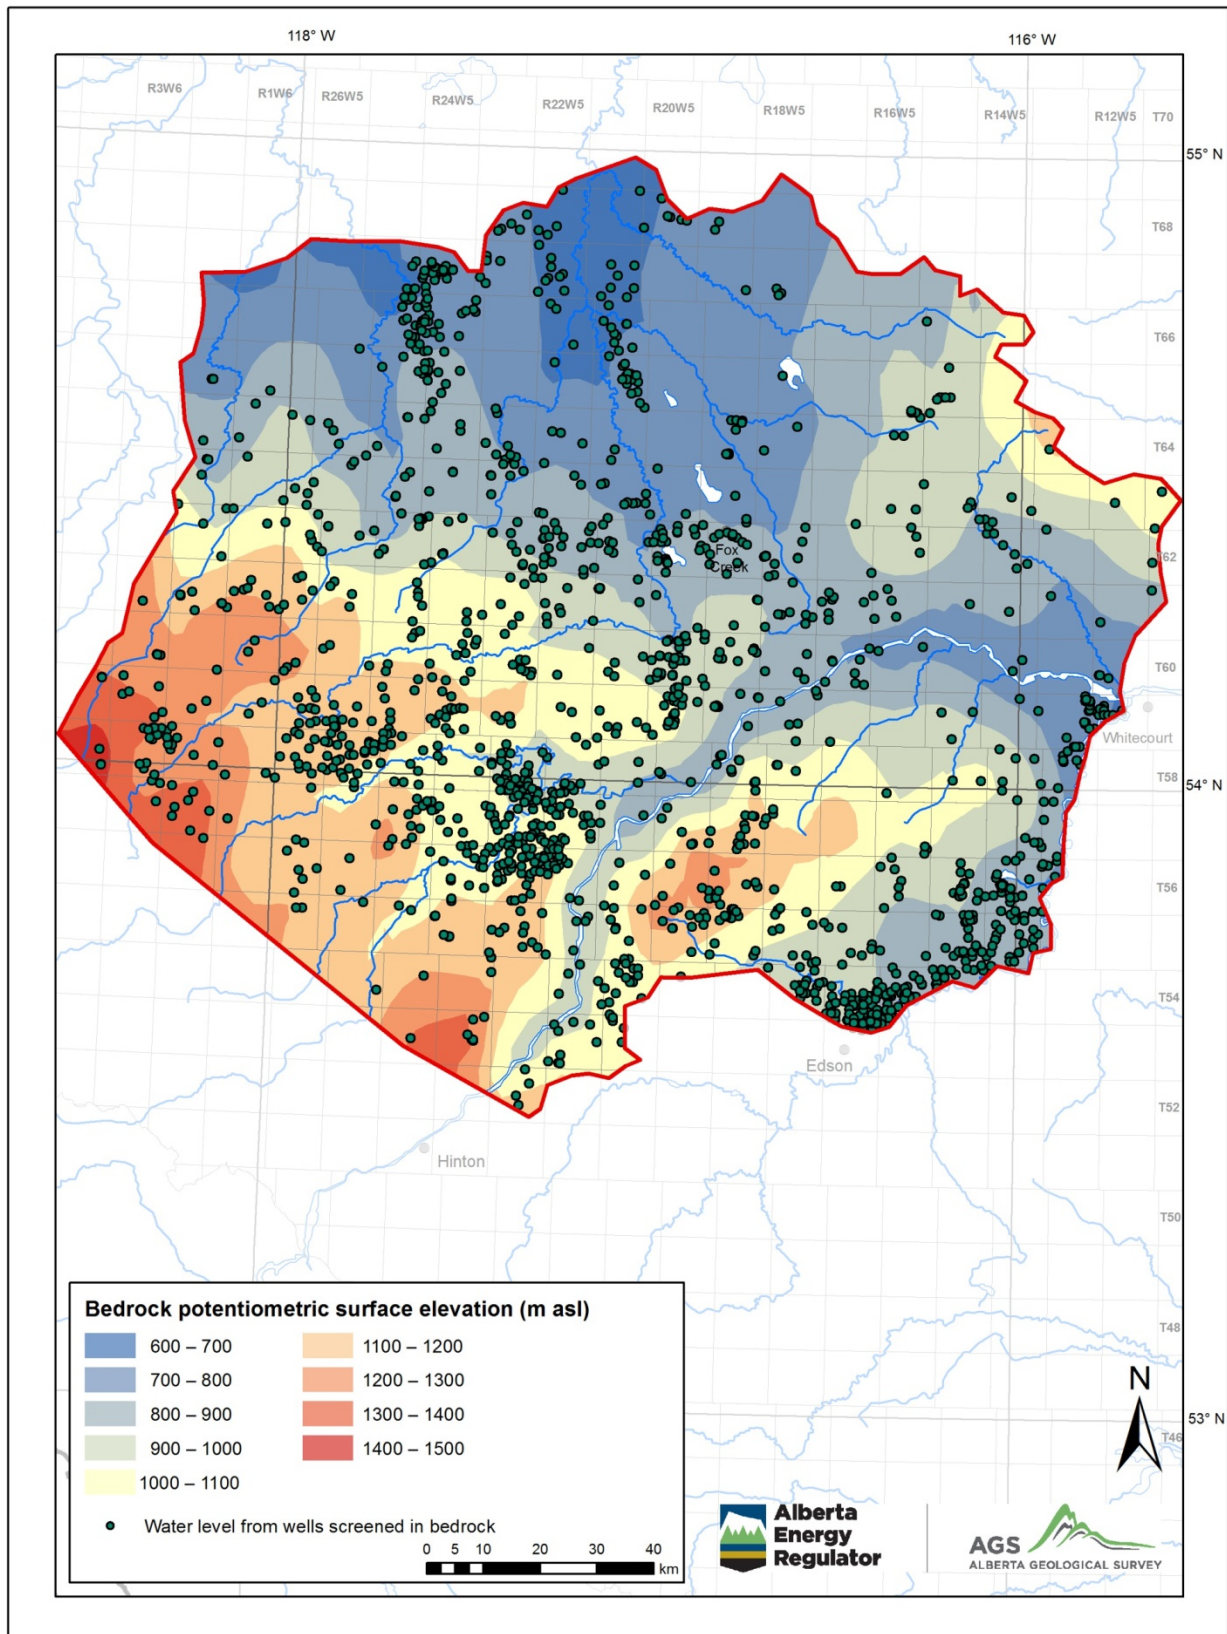 118° W
116° W
R3W6
R1W6
R26W5
R24W5
R22W5
R20W5
R18W5
R16W5
R14W5
R12W5
T70
55° N
T68
T66
T64
T62
Fox
Creek
T60
Whitecourt
T58
54° N
T56
T54
Edson
T52
Hinton
T50
T48
53° N
T46
N
Bedrock potentiometric surface elevation (m asl)
600 – 700
700 – 800
800 – 900
900 – 1000
1000 – 1100
1100 – 1200
1200 – 1300
1300 – 1400
1400 – 1500
Water level from wells screened in bedrock
0 5 10 20 30 40
km
Alberta
Energy
Regulator
AGS
ALBERTA GEOLOGICAL SURVEY